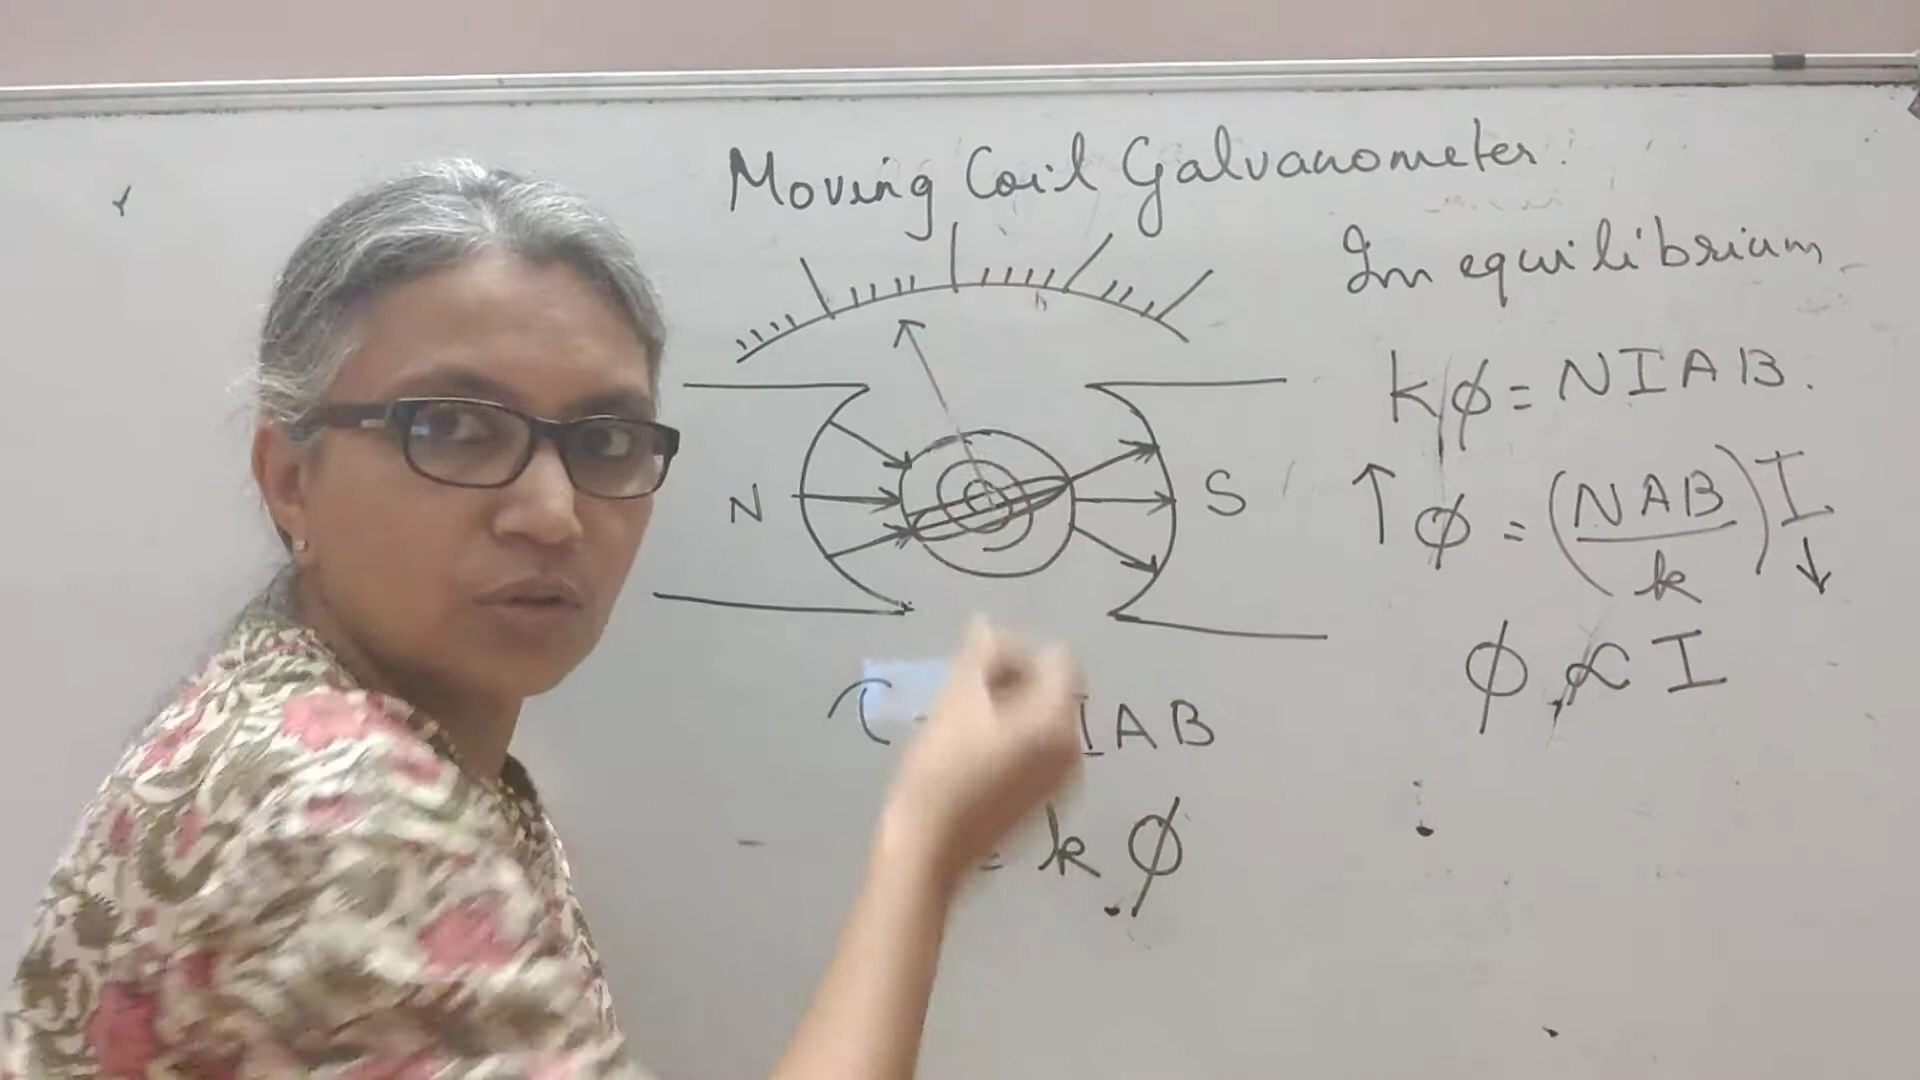 Moving Coil Galvanometer.
In equilibrium
kϕ = NIAB.
↑ ϕ = (NAB/k) I ↓
ϕ ∝ I
N
S
τ IAB
= kϕ